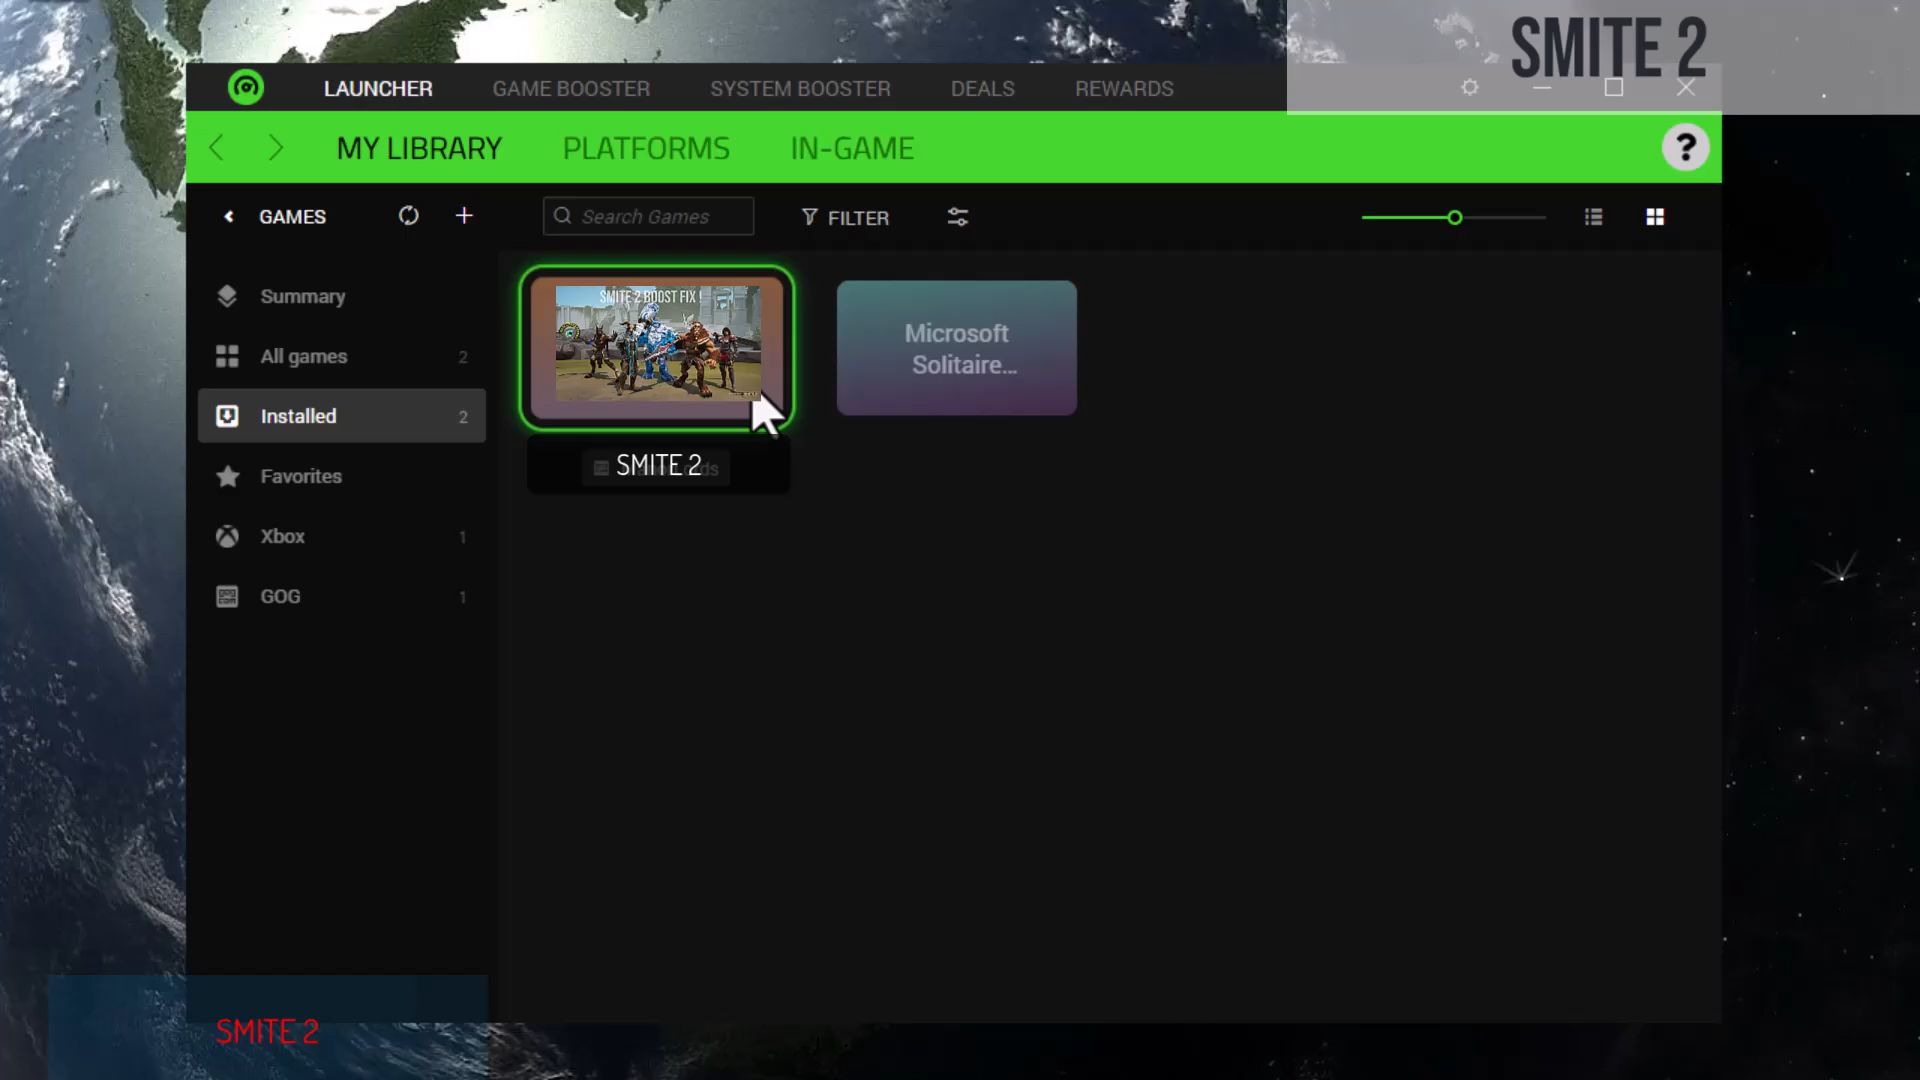 SMITE 2
LAUNCHER
GAME BOOSTER
SYSTEM BOOSTER
DEALS
REWARDS
MY LIBRARY
PLATFORMS
IN-GAME
?
GAMES
Search Games
FILTER
Summary
All games 2
Installed 2
Favorites
Xbox 1
GOG 1
SMITE 2 BOOST FIX !
SMITE 2
Microsoft
Solitaire...
SMITE 2